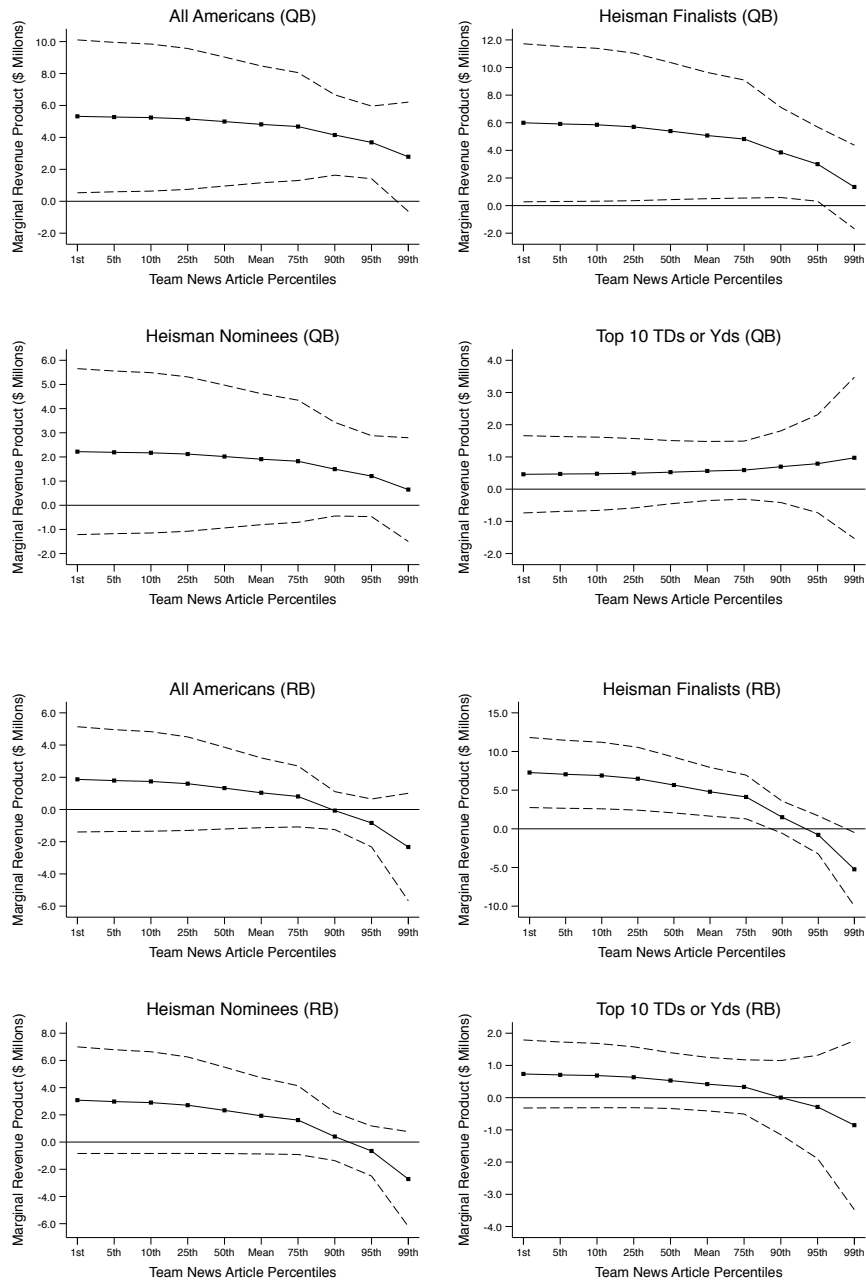 All Americans (QB)
Marginal Revenue Product ($ Millons)
10.0
8.0
6.0
4.0
2.0
0.0
-2.0
1st 5th 10th 25th 50th Mean 75th 90th 95th 99th
Team News Article Percentiles
Heisman Finalists (QB)
Marginal Revenue Product ($ Millons)
12.0
10.0
8.0
6.0
4.0
2.0
0.0
-2.0
1st 5th 10th 25th 50th Mean 75th 90th 95th 99th
Team News Article Percentiles
Heisman Nominees (QB)
Marginal Revenue Product ($ Millons)
6.0
5.0
4.0
3.0
2.0
1.0
0.0
-1.0
-2.0
1st 5th 10th 25th 50th Mean 75th 90th 95th 99th
Team News Article Percentiles
Top 10 TDs or Yds (QB)
Marginal Revenue Product ($ Millons)
4.0
3.0
2.0
1.0
0.0
-1.0
-2.0
1st 5th 10th 25th 50th Mean 75th 90th 95th 99th
Team News Article Percentiles
All Americans (RB)
Marginal Revenue Product ($ Millons)
6.0
4.0
2.0
0.0
-2.0
-4.0
-6.0
1st 5th 10th 25th 50th Mean 75th 90th 95th 99th
Team News Article Percentiles
Heisman Finalists (RB)
Marginal Revenue Product ($ Millons)
15.0
10.0
5.0
0.0
-5.0
-10.0
1st 5th 10th 25th 50th Mean 75th 90th 95th 99th
Team News Article Percentiles
Heisman Nominees (RB)
Marginal Revenue Product ($ Millons)
8.0
6.0
4.0
2.0
0.0
-2.0
-4.0
-6.0
1st 5th 10th 25th 50th Mean 75th 90th 95th 99th
Team News Article Percentiles
Top 10 TDs or Yds (RB)
Marginal Revenue Product ($ Millons)
2.0
1.0
0.0
-1.0
-2.0
-3.0
-4.0
1st 5th 10th 25th 50th Mean 75th 90th 95th 99th
Team News Article Percentiles